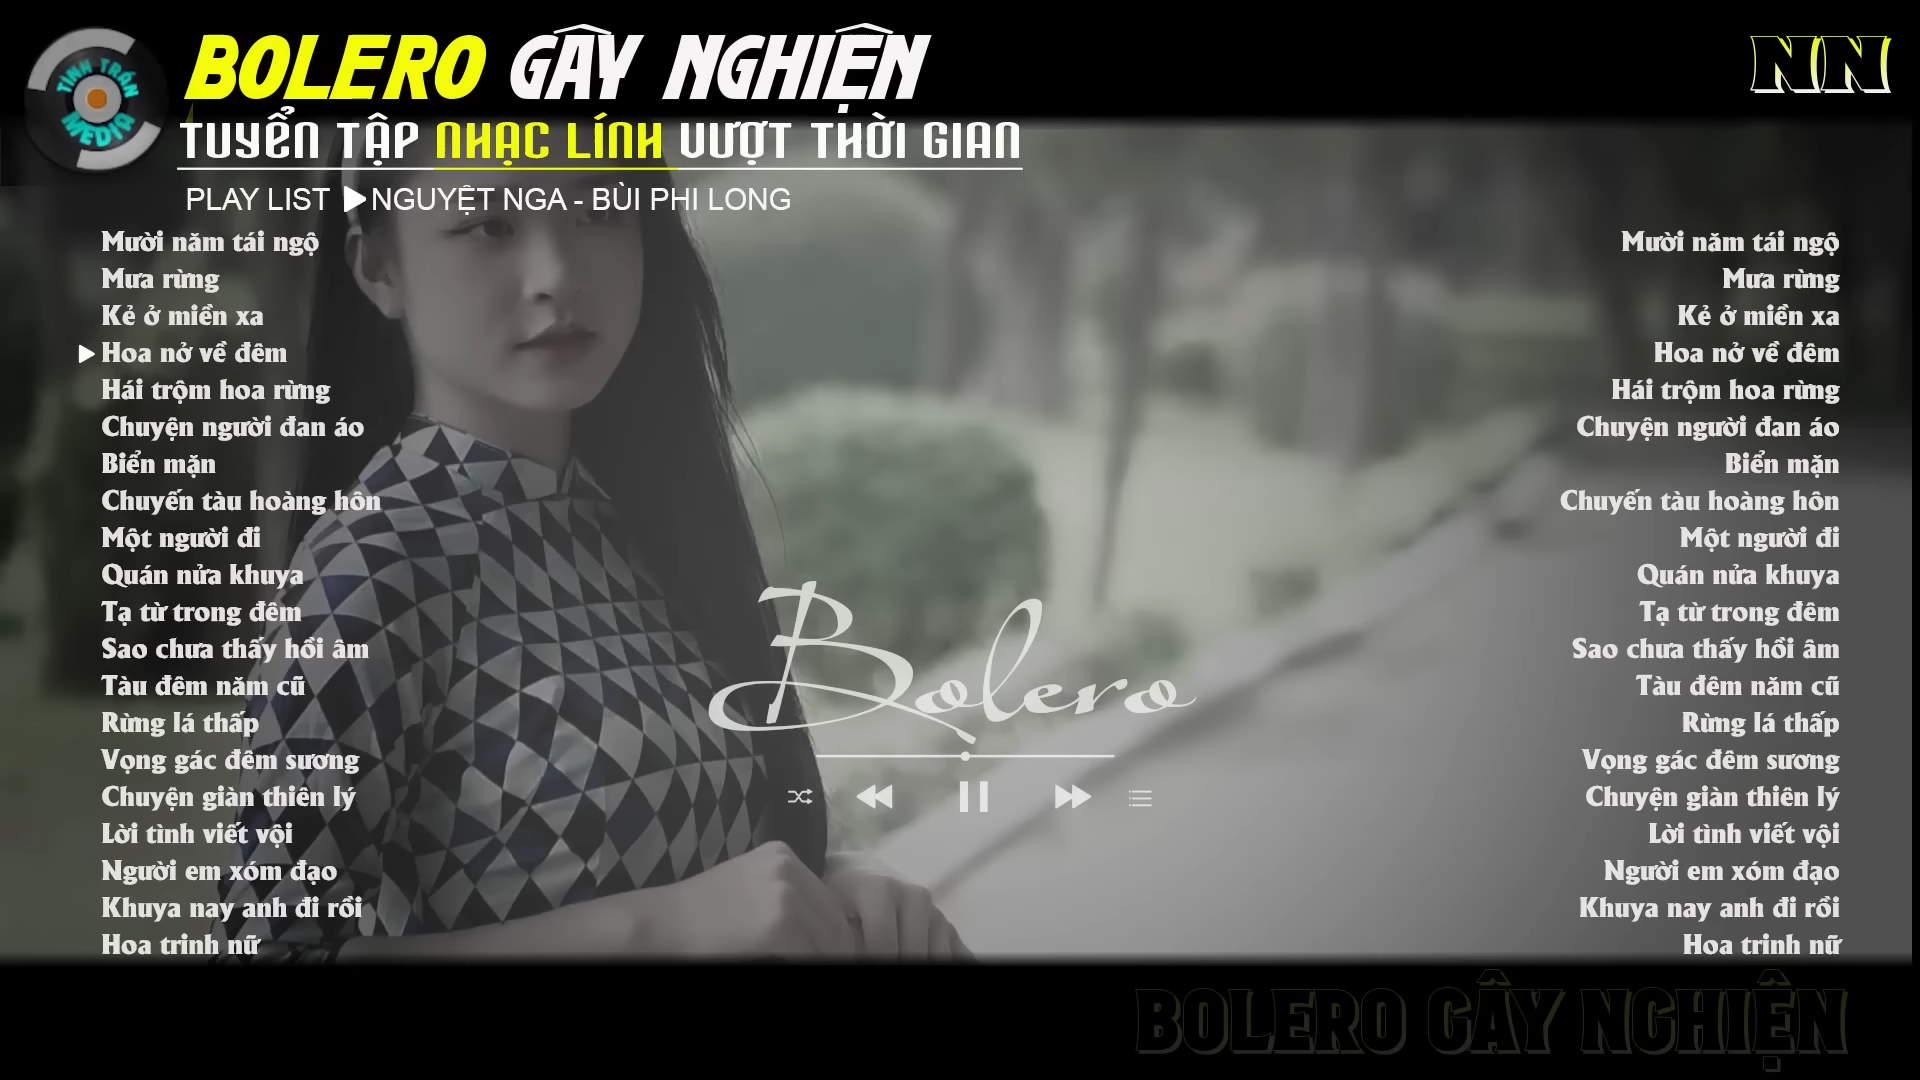 TÌNH TRẦN
MEDIA
BOLERO GÂY NGHIỆN
NN
TUYỂN TẬP NHẠC LÍNH VƯỢT THỜI GIAN
PLAY LIST NGUYỆT NGA - BÙI PHI LONG
Mười năm tái ngộ
Mưa rừng
Kẻ ở miền xa
Hoa nở về đêm
Hái trộm hoa rừng
Chuyện người đan áo
Biển mặn
Chuyến tàu hoàng hôn
Một người đi
Quán nửa khuya
Tạ từ trong đêm
Sao chưa thấy hồi âm
Tàu đêm năm cũ
Rừng lá thấp
Vọng gác đêm sương
Chuyện giàn thiên lý
Lời tình viết vội
Người em xóm đạo
Khuya nay anh đi rồi
Hoa trinh nữ
Bolero
Mười năm tái ngộ
Mưa rừng
Kẻ ở miền xa
Hoa nở về đêm
Hái trộm hoa rừng
Chuyện người đan áo
Biển mặn
Chuyến tàu hoàng hôn
Một người đi
Quán nửa khuya
Tạ từ trong đêm
Sao chưa thấy hồi âm
Tàu đêm năm cũ
Rừng lá thấp
Vọng gác đêm sương
Chuyện giàn thiên lý
Lời tình viết vội
Người em xóm đạo
Khuya nay anh đi rồi
Hoa trinh nữ
BOLERO GÂY NGHIỆN